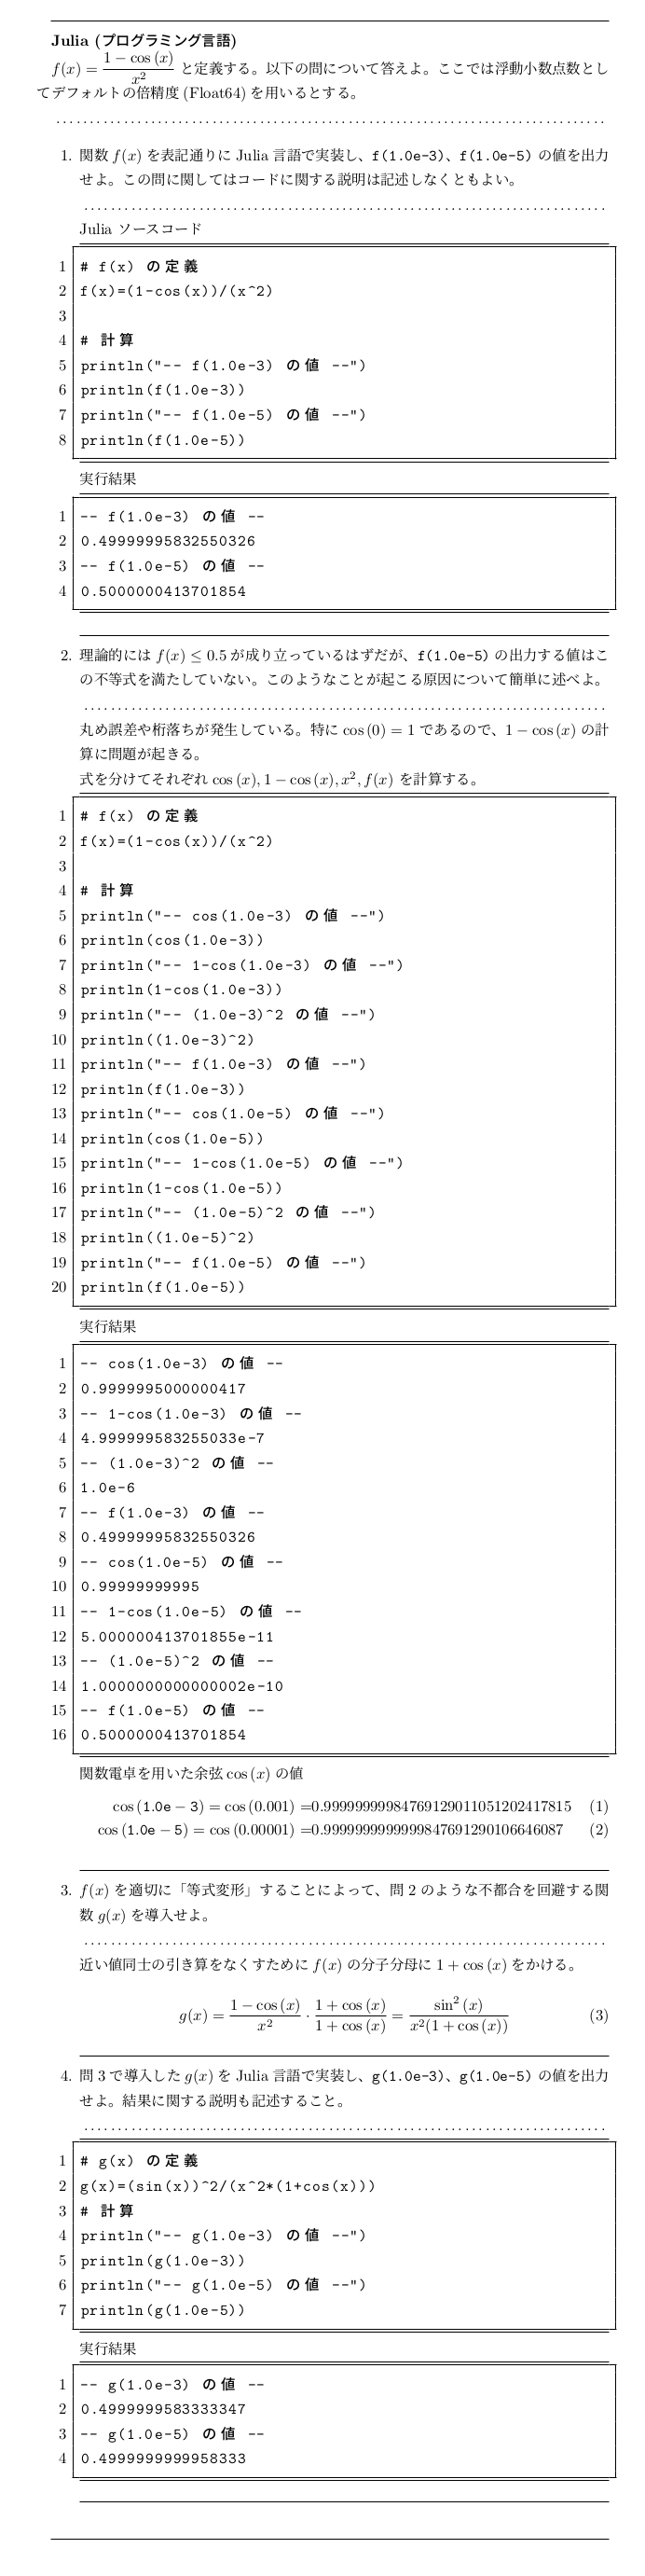 Julia (プログラミング言語)
f(x) = \frac{1 − cos (x)}{x^2} と定義する。以下の問について答えよ。ここでは浮動小数点数とし
てデフォルトの倍精度 (Float64) を用いるとする。
1. 関数 f(x) を表記通りに Julia 言語で実装し、f(1.0e-3)、f(1.0e-5) の値を出力
せよ。この問に関してはコードに関する説明は記述しなくともよい。
Julia ソースコード
1 # f(x) の定義
2 f(x)=(1-cos(x))/(x^2)
3
4 # 計算
5 println("-- f(1.0e-3) の値 --")
6 println(f(1.0e-3))
7 println("-- f(1.0e-5) の値 --")
8 println(f(1.0e-5))
実行結果
1 -- f(1.0e-3) の値 --
2 0.49999995832550326
3 -- f(1.0e-5) の値 --
4 0.5000000413701854
2. 理論的には f(x) ≤ 0.5 が成り立っているはずだが、f(1.0e-5) の出力する値はこ
の不等式を満たしていない。このようなことが起こる原因について簡単に述べよ。
丸め誤差や桁落ちが発生している。特に cos (0) = 1 であるので、1 − cos (x) の計
算に問題が起きる。
式を分けてそれぞれ cos (x), 1 − cos (x), x^2, f(x) を計算する。
1 # f(x) の定義
2 f(x)=(1-cos(x))/(x^2)
3
4 # 計算
5 println("-- cos(1.0e-3) の値 --")
6 println(cos(1.0e-3))
7 println("-- 1-cos(1.0e-3) の値 --")
8 println(1-cos(1.0e-3))
9 println("-- (1.0e-3)^2 の値 --")
10 println((1.0e-3)^2)
11 println("-- f(1.0e-3) の値 --")
12 println(f(1.0e-3))
13 println("-- cos(1.0e-5) の値 --")
14 println(cos(1.0e-5))
15 println("-- 1-cos(1.0e-5) の値 --")
16 println(1-cos(1.0e-5))
17 println("-- (1.0e-5)^2 の値 --")
18 println((1.0e-5)^2)
19 println("-- f(1.0e-5) の値 --")
20 println(f(1.0e-5))
実行結果
1 -- cos(1.0e-3) の値 --
2 0.9999995000000417
3 -- 1-cos(1.0e-3) の値 --
4 4.999999583255033e-7
5 -- (1.0e-3)^2 の値 --
6 1.0e-6
7 -- f(1.0e-3) の値 --
8 0.49999995832550326
9 -- cos(1.0e-5) の値 --
10 0.99999999995
11 -- 1-cos(1.0e-5) の値 --
12 5.000000413701855e-11
13 -- (1.0e-5)^2 の値 --
14 1.0000000000000002e-10
15 -- f(1.0e-5) の値 --
16 0.5000000413701854
関数電卓を用いた余弦 cos (x) の値
cos (1.0e − 3) = cos (0.001) =0.99999999984769129011051202417815 (1)
cos (1.0e − 5) = cos (0.00001) =0.99999999999998476912901066​46087 (2)
3. f(x) を適切に「等式変形」することによって、問 2 のような不都合を回避する関
数 g(x) を導入せよ。
近い値同士の引き算をなくすために f(x) の分子分母に 1 + cos (x) をかける。
g(x) = \frac{1 − cos (x)}{x^2} · \frac{1 + cos (x)}{1 + cos (x)} = \frac{sin^2 (x)}{x^2(1 + cos (x))} (3)
4. 問 3 で導入した g(x) を Julia 言語で実装し、g(1.0e-3)、g(1.0e-5) の値を出力
せよ。結果に関する説明も記述すること。
1 # g(x) の定義
2 g(x)=(sin(x))^2/(x^2*(1+cos(x)))
3 # 計算
4 println("-- g(1.0e-3) の値 --")
5 println(g(1.0e-3))
6 println("-- g(1.0e-5) の値 --")
7 println(g(1.0e-5))
実行結果
1 -- g(1.0e-3) の値 --
2 0.4999999583333347
3 -- g(1.0e-5) の値 --
4 0.4999999999958333